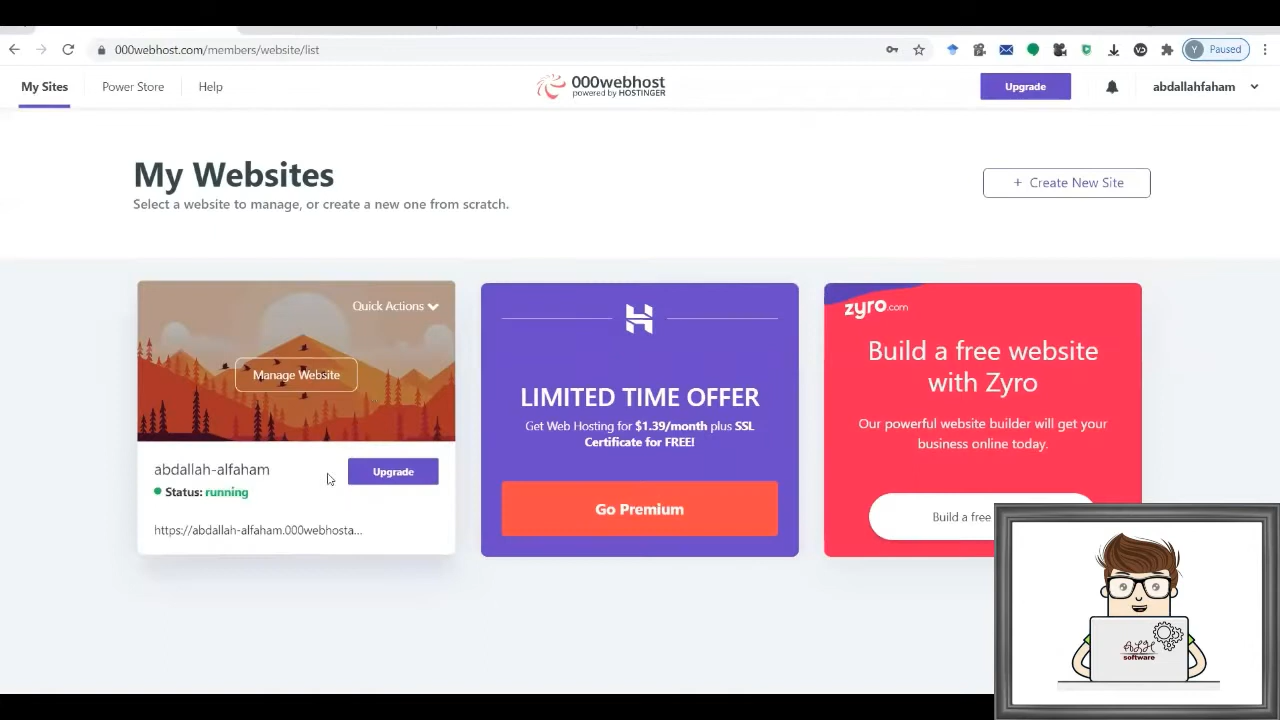 000webhost.com/members/website/list
Y Paused
My Sites
Power Store
Help
000webhost
powered by HOSTINGER
Upgrade
abdallahfaham
My Websites
Select a website to manage, or create a new one from scratch.
+ Create New Site
Quick Actions
Manage Website
abdallah-alfaham
Upgrade
Status: running
https://abdallah-alfaham.000webhosta...
LIMITED TIME OFFER
Get Web Hosting for $1.39/month plus SSL
Certificate for FREE!
Go Premium
zyro.com
Build a free website
with Zyro
Our powerful website builder will get your
business online today.
Build a free
software